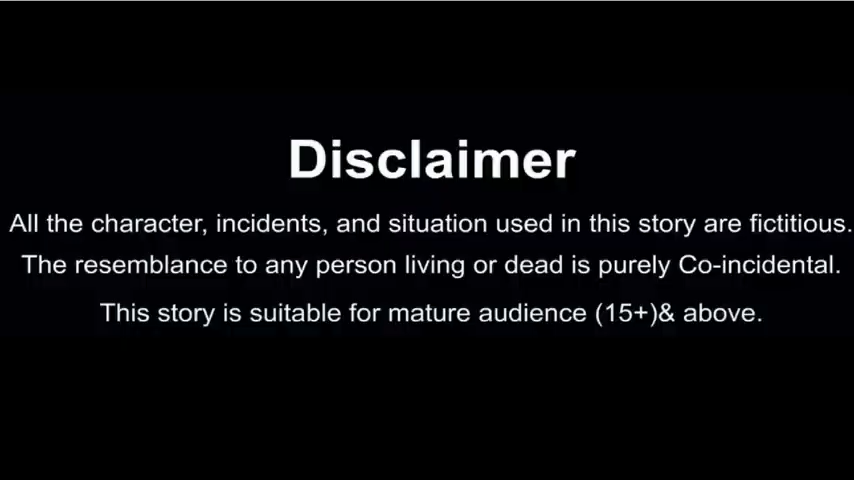 Disclaimer
All the character, incidents, and situation used in this story are fictitious.
The resemblance to any person living or dead is purely Co-incidental.
This story is suitable for mature audience (15+)& above.